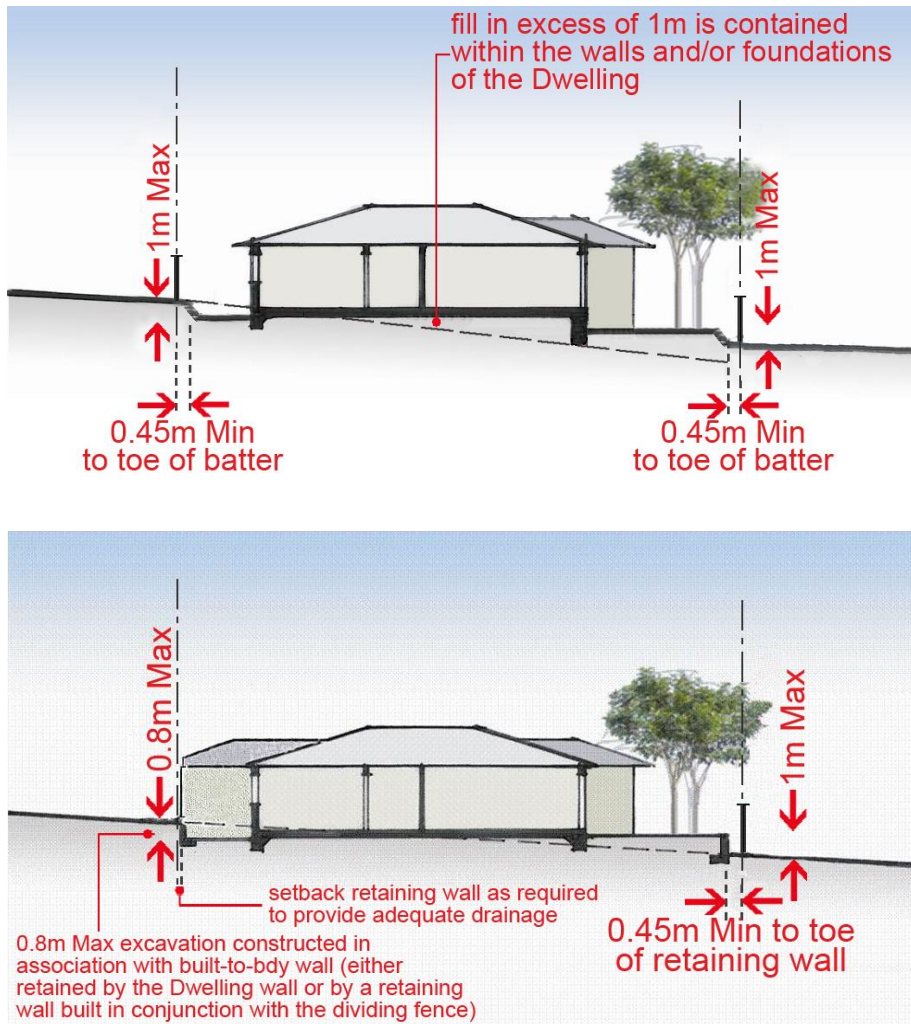 fill in excess of 1m is contained
within the walls and/or foundations
of the Dwelling
1m Max
1m Max
0.45m Min
to toe of batter
0.45m Min
to toe of batter
0.8m Max
1m Max
setback retaining wall as required
to provide adequate drainage
0.8m Max excavation constructed in
association with built-to-bdy wall (either
retained by the Dwelling wall or by a retaining
wall built in conjunction with the dividing fence)
0.45m Min to toe
of retaining wall